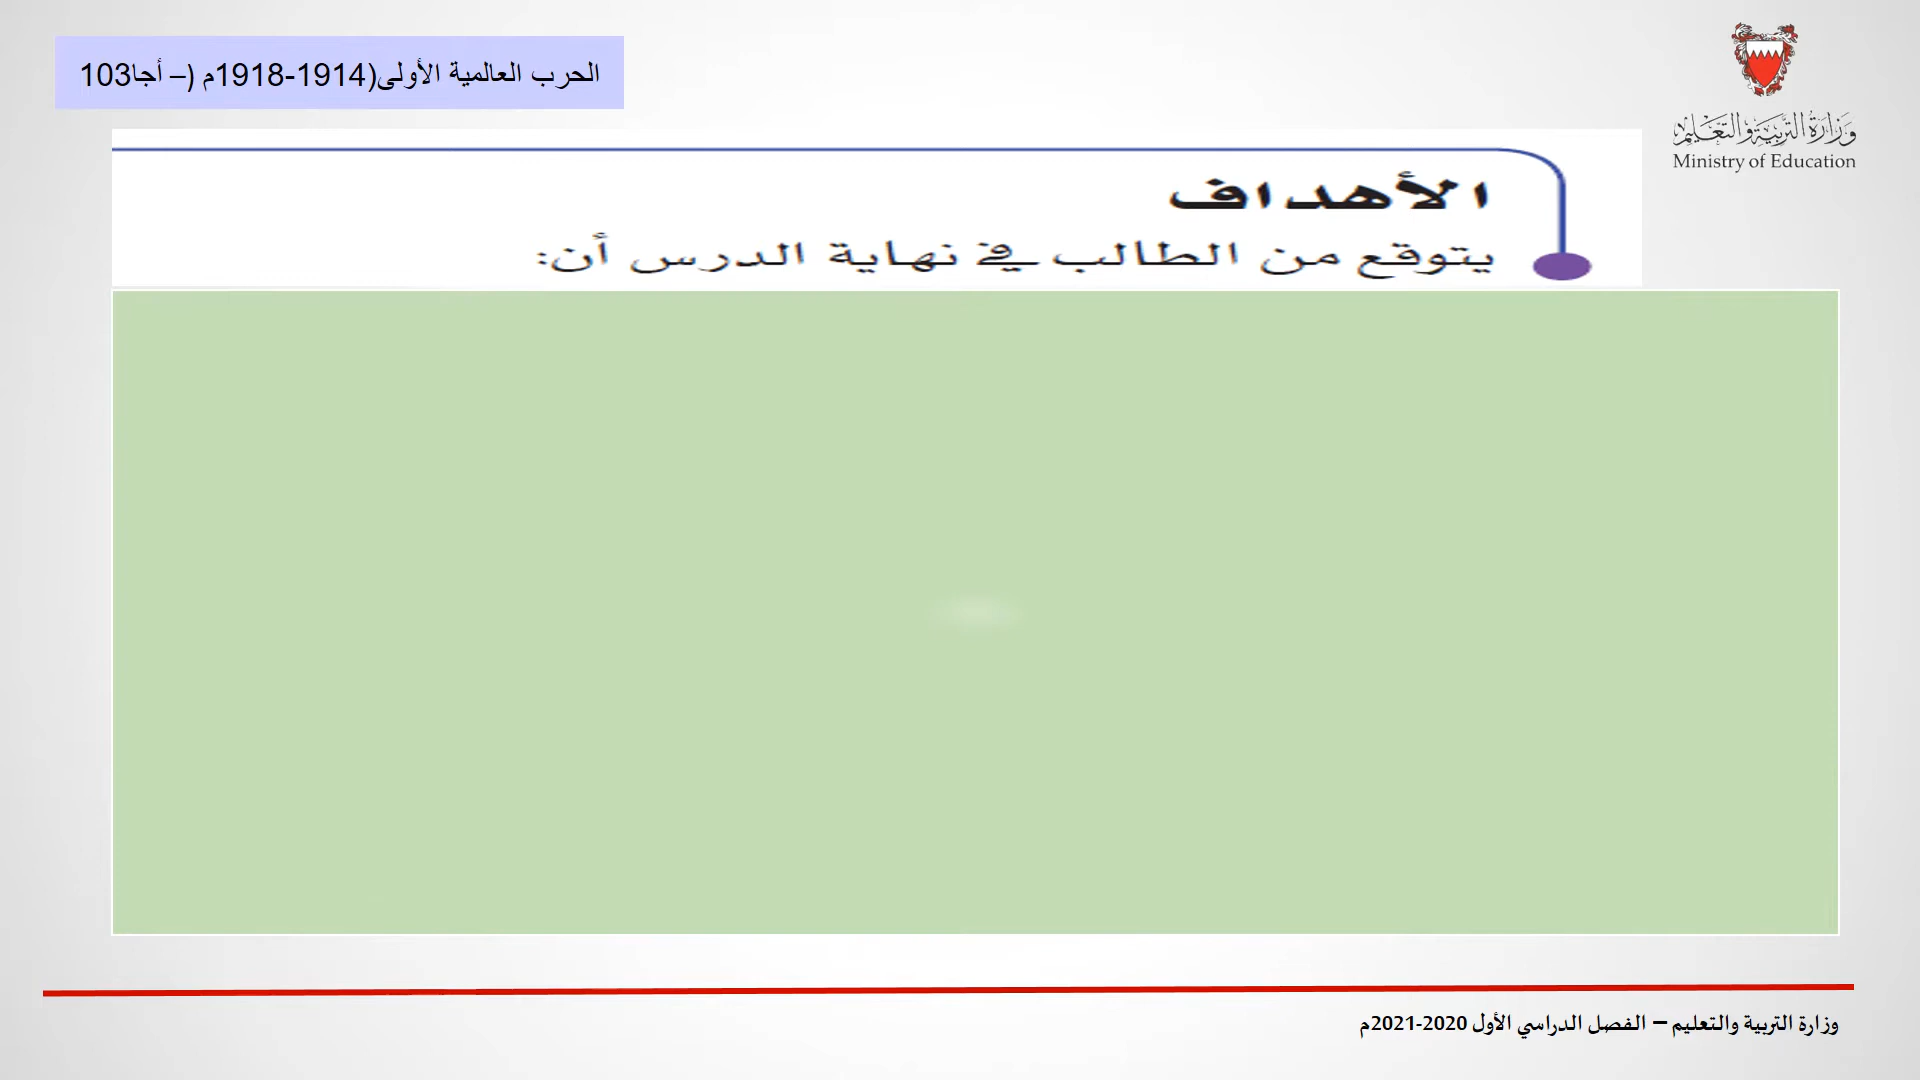 الحرب العالمية الأولى(1914-1918م (– أجا103
وزارة التربية والتعليم
Ministry of Education
الأهداف
يتوقع من الطالب في نهاية الدرس أن:
وزارة التربية والتعليم – الفصل الدراسي الأول 2020-2021م